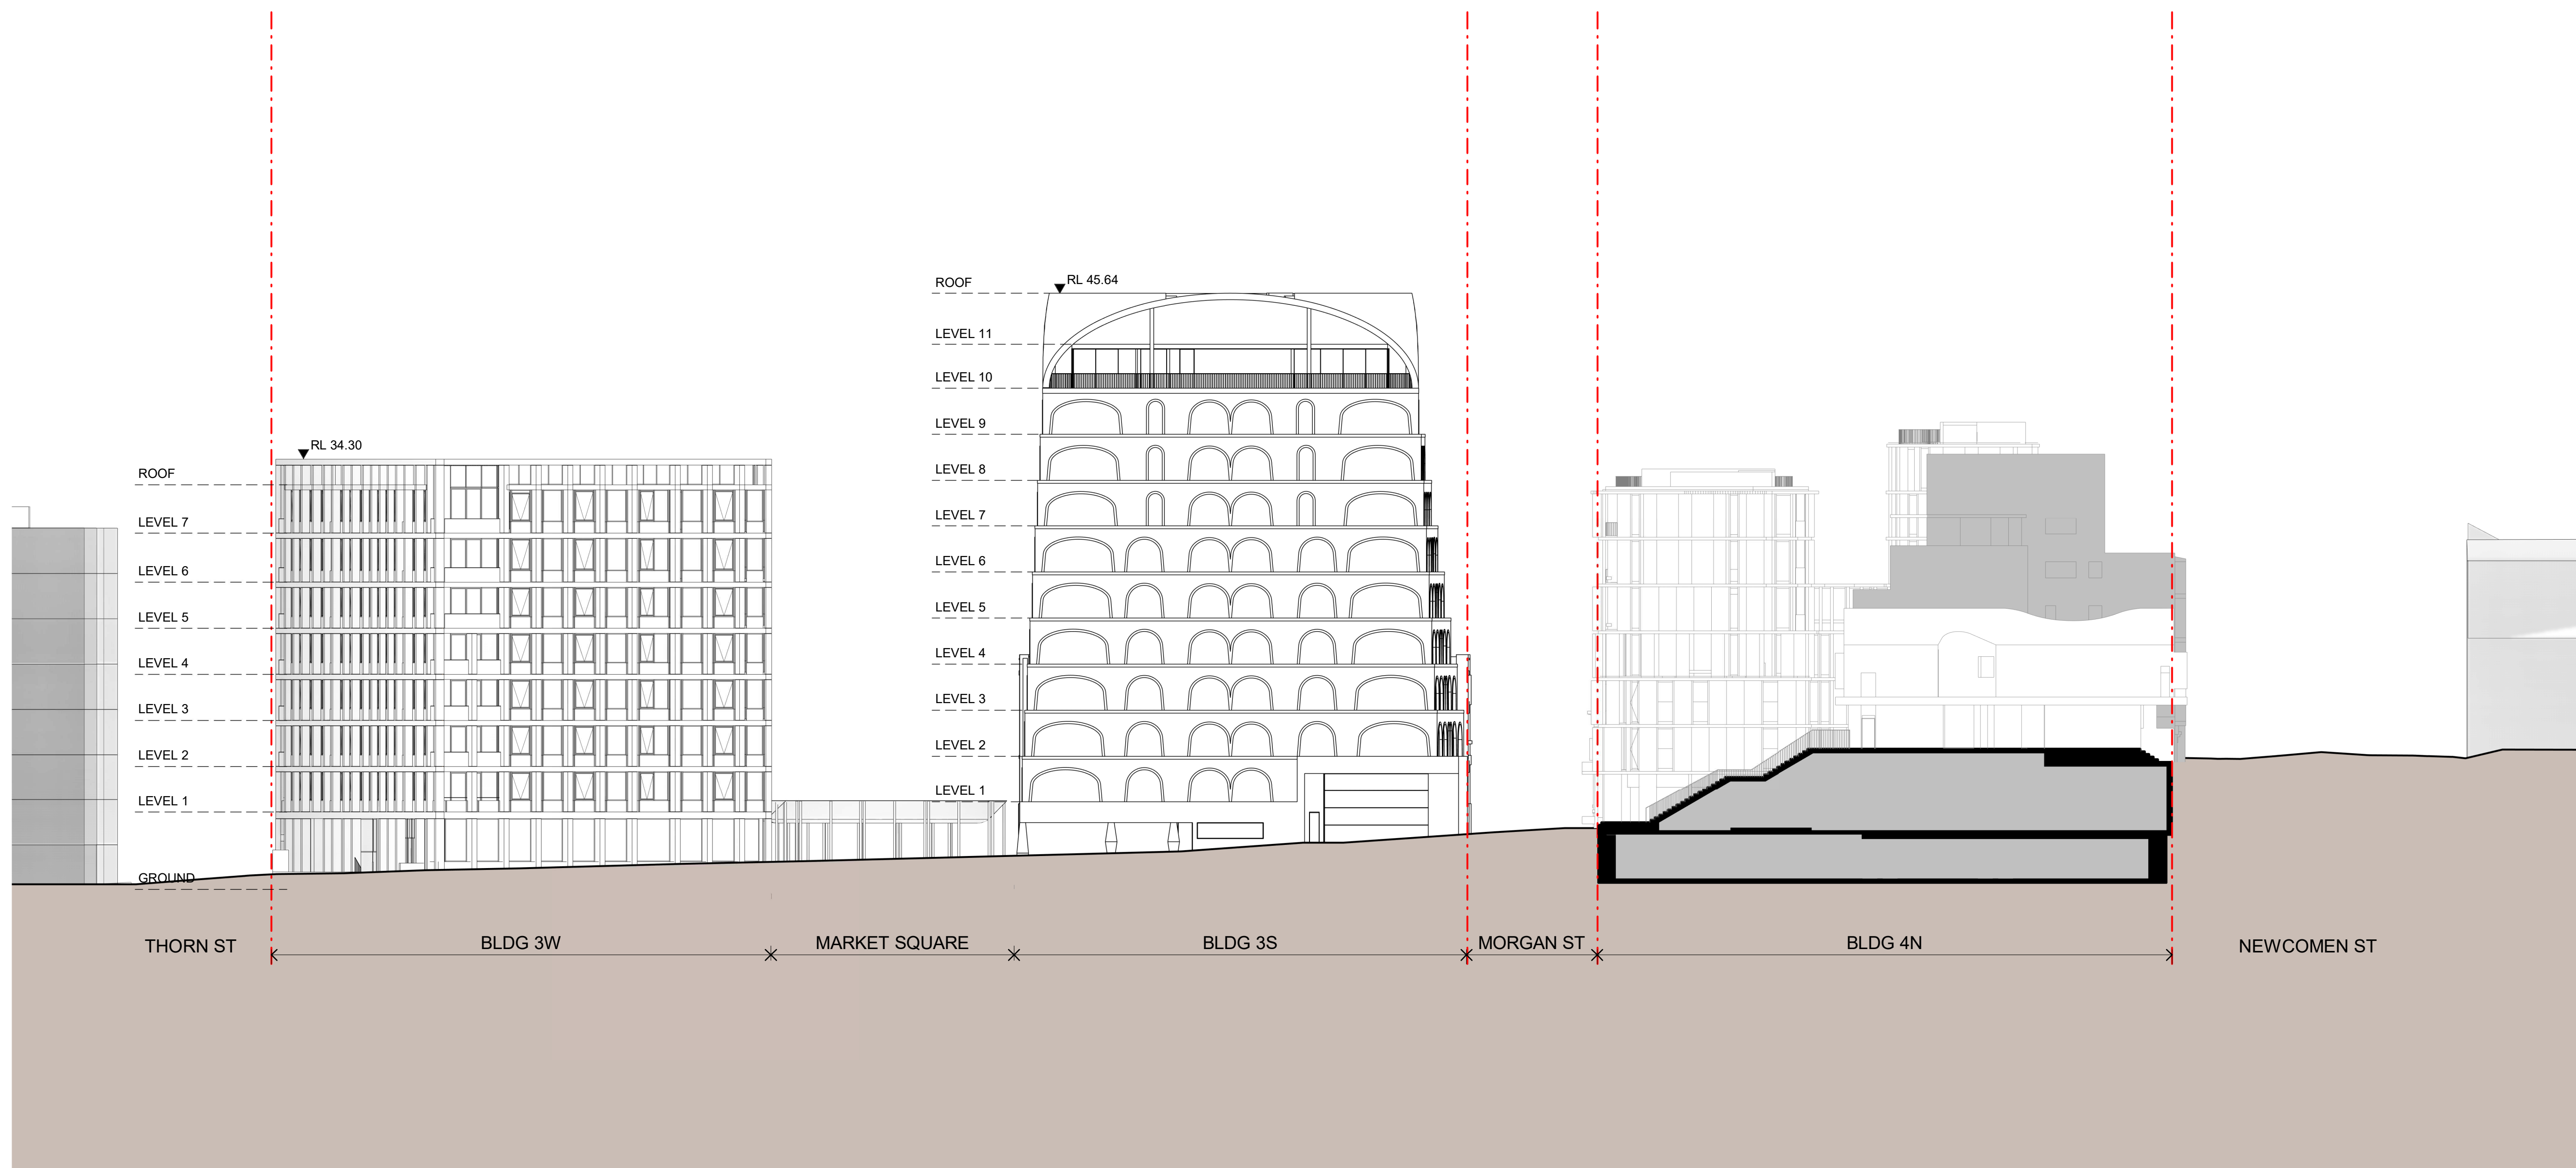 ROOF
RL 45.64
LEVEL 11
LEVEL 10
LEVEL 9
LEVEL 8
LEVEL 7
LEVEL 6
LEVEL 5
LEVEL 4
LEVEL 3
LEVEL 2
LEVEL 1
RL 34.30
ROOF
LEVEL 7
LEVEL 6
LEVEL 5
LEVEL 4
LEVEL 3
LEVEL 2
LEVEL 1
GROUND
THORN ST
BLDG 3W
MARKET SQUARE
BLDG 3S
MORGAN ST
BLDG 4N
NEWCOMEN ST